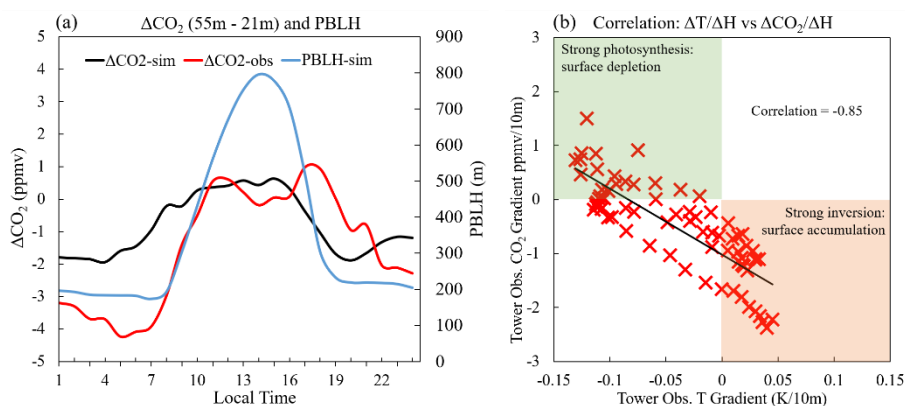 (a) ΔCO₂ (55m - 21m) and PBLH
ΔCO2-sim ΔCO2-obs PBLH-sim
ΔCO₂ (ppmv)
5
4
3
2
1
0
-1
-2
-3
-4
-5
900
800
700
600
500
400
300
200
100
0
PBLH (m)
1 4 7 10 13 16 19 22
Local Time
(b) Correlation: ΔT/ΔH vs ΔCO₂/ΔH
Strong photosynthesis:
surface depletion
Correlation = -0.85
Strong inversion:
surface accumulation
Tower Obs. CO₂ Gradient ppmv/10m
3
2
1
0
-1
-2
-3
-0.15 -0.1 -0.05 0 0.05 0.1 0.15
Tower Obs. T Gradient (K/10m)